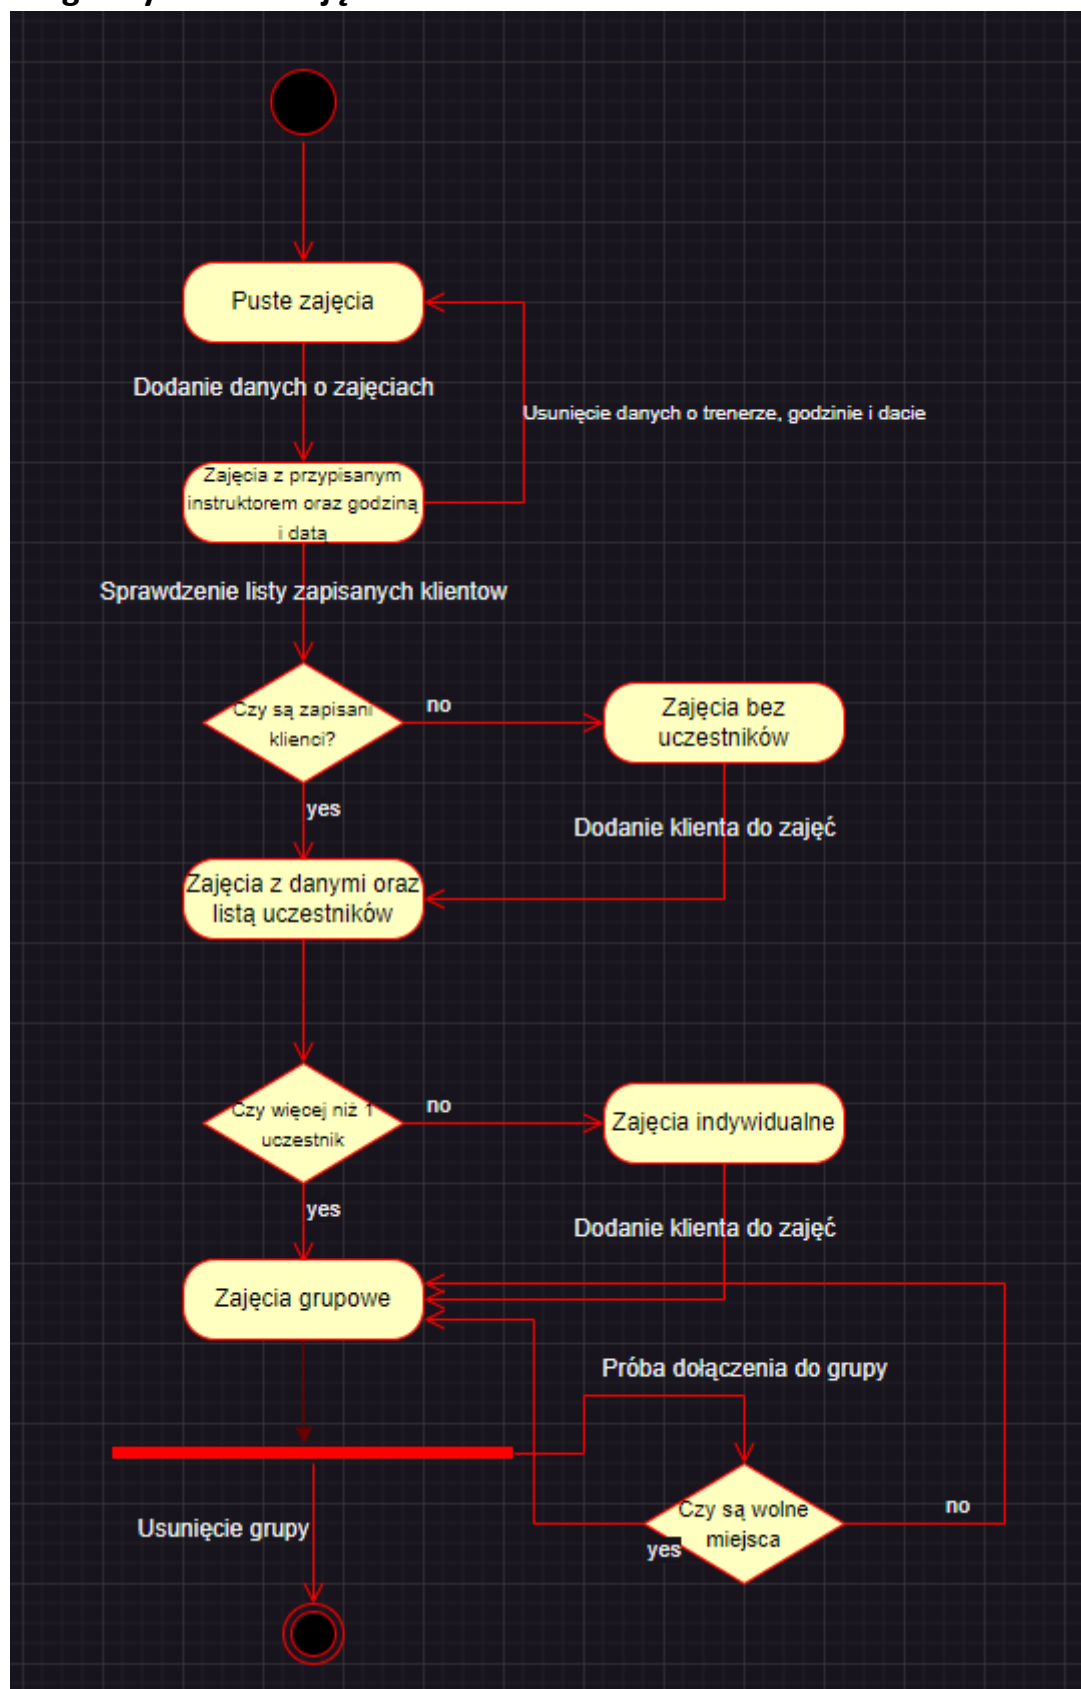 Puste zajęcia
Dodanie danych o zajęciach
Usunięcie danych o trenerze, godzinie i dacie
Zajęcia z przypisanym
instruktorem oraz godziną
i datą
Sprawdzenie listy zapisanych klientow
Czy są zapisani
klienci?
no
Zajęcia bez
uczestników
yes
Dodanie klienta do zajęć
Zajęcia z danymi oraz
listą uczestników
Czy więcej niż 1
uczestnik
no
Zajęcia indywidualne
yes
Dodanie klienta do zajęć
Zajęcia grupowe
Próba dołączenia do grupy
Czy są wolne
miejsca
no
yes
Usunięcie grupy